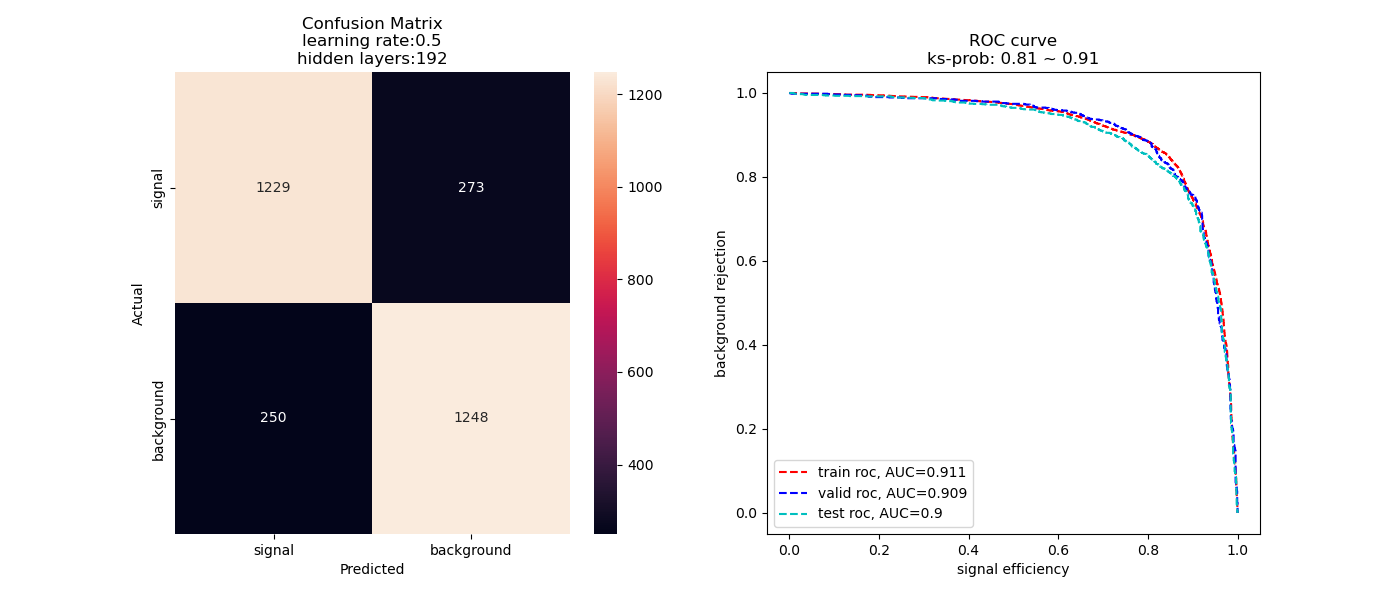 Confusion Matrix
learning rate:0.5
hidden layers:192
signal
background
Actual
1229
273
250
1248
signal
background
Predicted
1200
1000
800
600
400
ROC curve
ks-prob: 0.81 ~ 0.91
background rejection
1.0
0.8
0.6
0.4
0.2
0.0
train roc, AUC=0.911
valid roc, AUC=0.909
test roc, AUC=0.9
0.0
0.2
0.4
0.6
0.8
1.0
signal efficiency